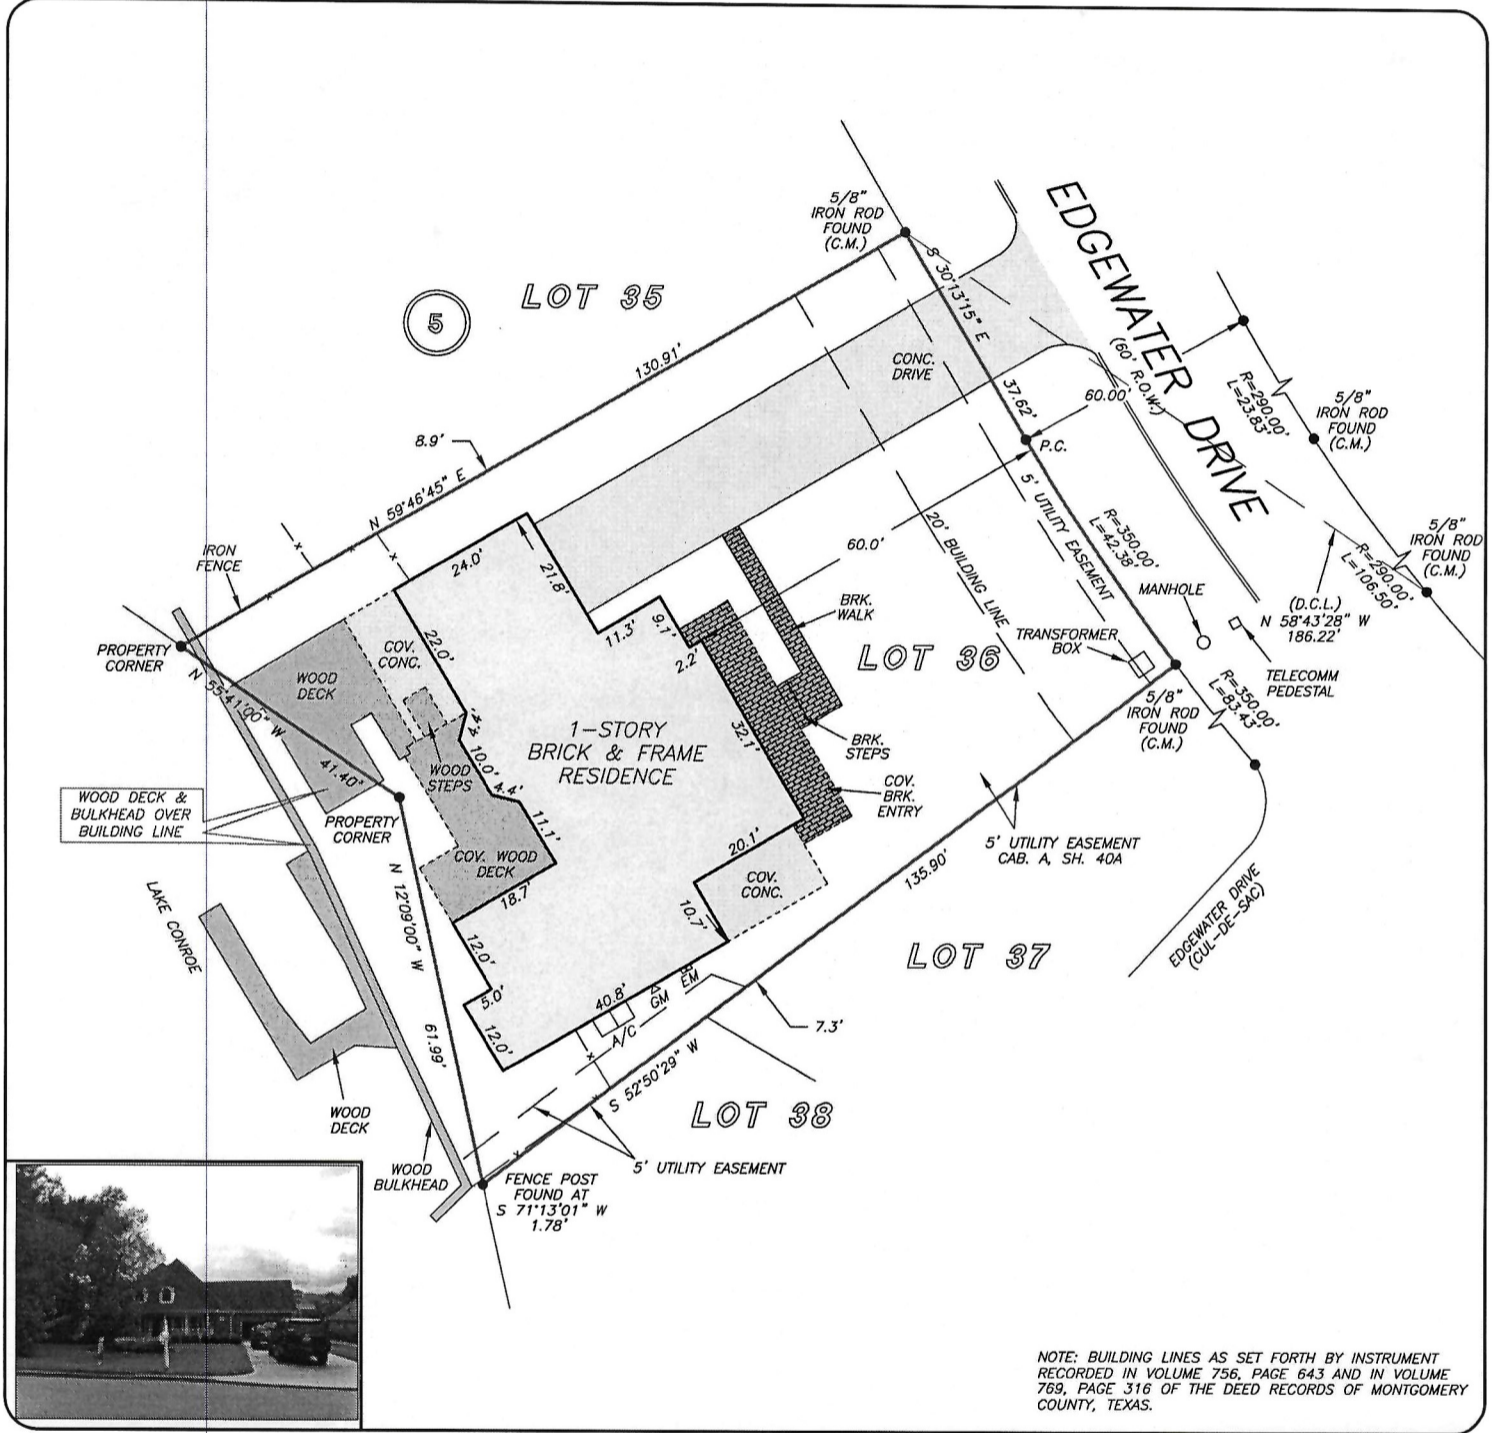 5/8"
IRON ROD
FOUND
(C.M.)
EDGEWATER DRIVE
(60' R.O.W.)
LOT 35
5
S 30°13'15" E
37.62'
130.91'
CONC.
DRIVE
60.00'
P.C.
R=290.00'
L=23.83'
5/8"
IRON ROD
FOUND
(C.M.)
8.9'
N 59°46'45" E
5' UTILITY EASEMENT
R=350.00'
L=42.38'
20' BUILDING LINE
60.0'
5/8"
IRON ROD
FOUND
(C.M.)
R=290.00'
L=106.50'
(D.C.L.)
N 58°43'28" W
186.22'
IRON
FENCE
24.0'
21.8'
MANHOLE
BRK.
WALK
11.3'
9.1'
2.2'
TRANSFORMER
BOX
LOT 36
TELECOMM
PEDESTAL
PROPERTY
CORNER
N 55°41'00" W
41.40'
WOOD
DECK
COV.
CONC.
22.0'
4.4'
10.0'
4.4'
11.1'
WOOD
STEPS
1-STORY
BRICK & FRAME
RESIDENCE
32.1'
BRK.
STEPS
COV.
BRK.
ENTRY
5/8"
IRON ROD
FOUND
(C.M.)
R=350.00'
L=83.43'
WOOD DECK &
BULKHEAD OVER
BUILDING LINE
PROPERTY
CORNER
COV. WOOD
DECK
18.7'
20.1'
COV.
CONC.
10.7'
5' UTILITY EASEMENT
CAB. A, SH. 40A
135.90'
EDGEWATER DRIVE
(CUL-DE-SAC)
LAKE CONROE
N 12°09'00" W
61.99'
12.0'
5.0'
12.0'
40.8'
A/C
GM
EM
LOT 37
7.3'
S 52°50'29" W
LOT 38
WOOD
DECK
WOOD
BULKHEAD
FENCE POST
FOUND AT
S 71°13'01" W
1.78'
5' UTILITY EASEMENT
NOTE: BUILDING LINES AS SET FORTH BY INSTRUMENT
RECORDED IN VOLUME 756, PAGE 643 AND IN VOLUME
769, PAGE 316 OF THE DEED RECORDS OF MONTGOMERY
COUNTY, TEXAS.